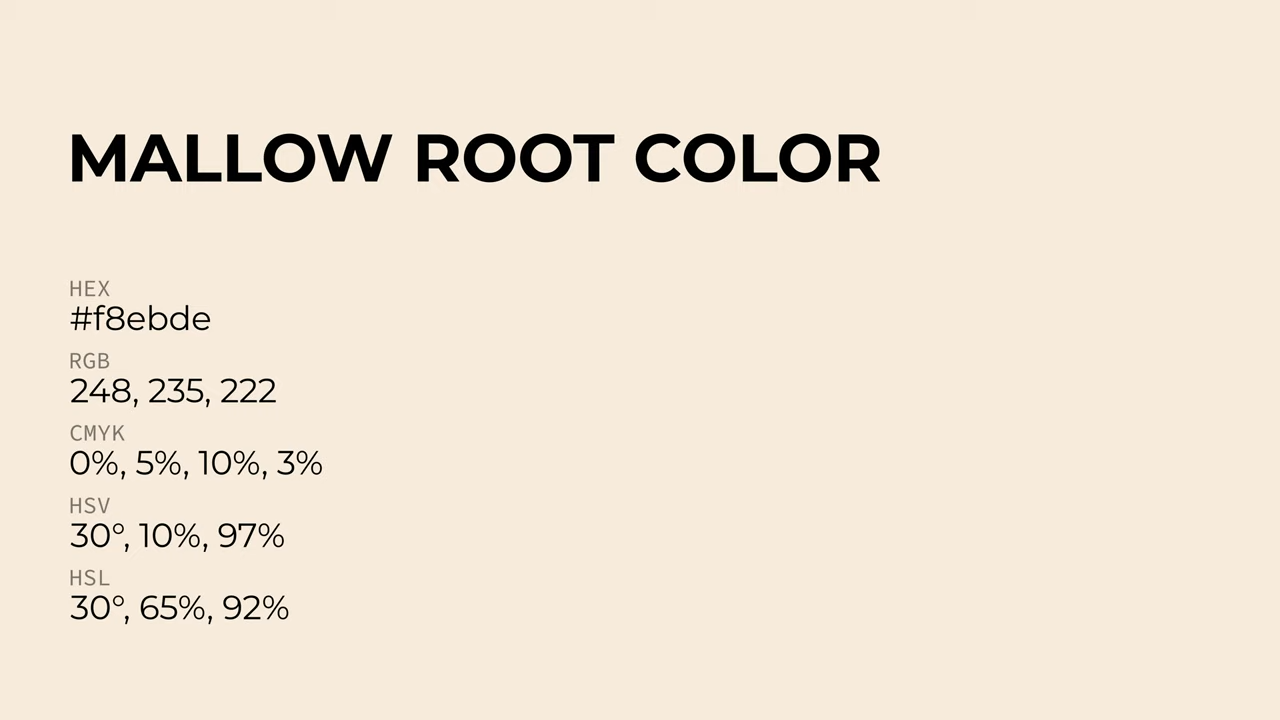 MALLOW ROOT COLOR
HEX
#f8ebde
RGB
248, 235, 222
CMYK
0%, 5%, 10%, 3%
HSV
30°, 10%, 97%
HSL
30°, 65%, 92%